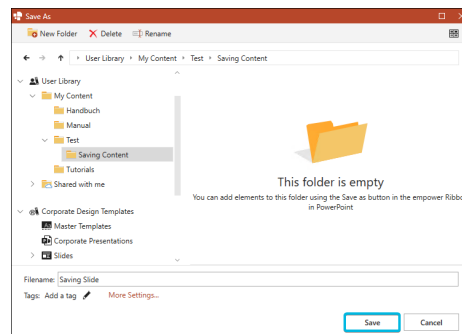 Save As
New Folder Delete Rename
User Library My Content Test Saving Content
User Library
My Content
Handbuch
Manual
Test
Saving Content
Tutorials
Shared with me
Corporate Design Templates
Master Templates
Corporate Presentations
Slides
This folder is empty
You can add elements to this folder using the Save as button in the empower Ribbo
in PowerPoint
Filename: Saving Slide
Tags: Add a tag More Settings...
Save Cancel